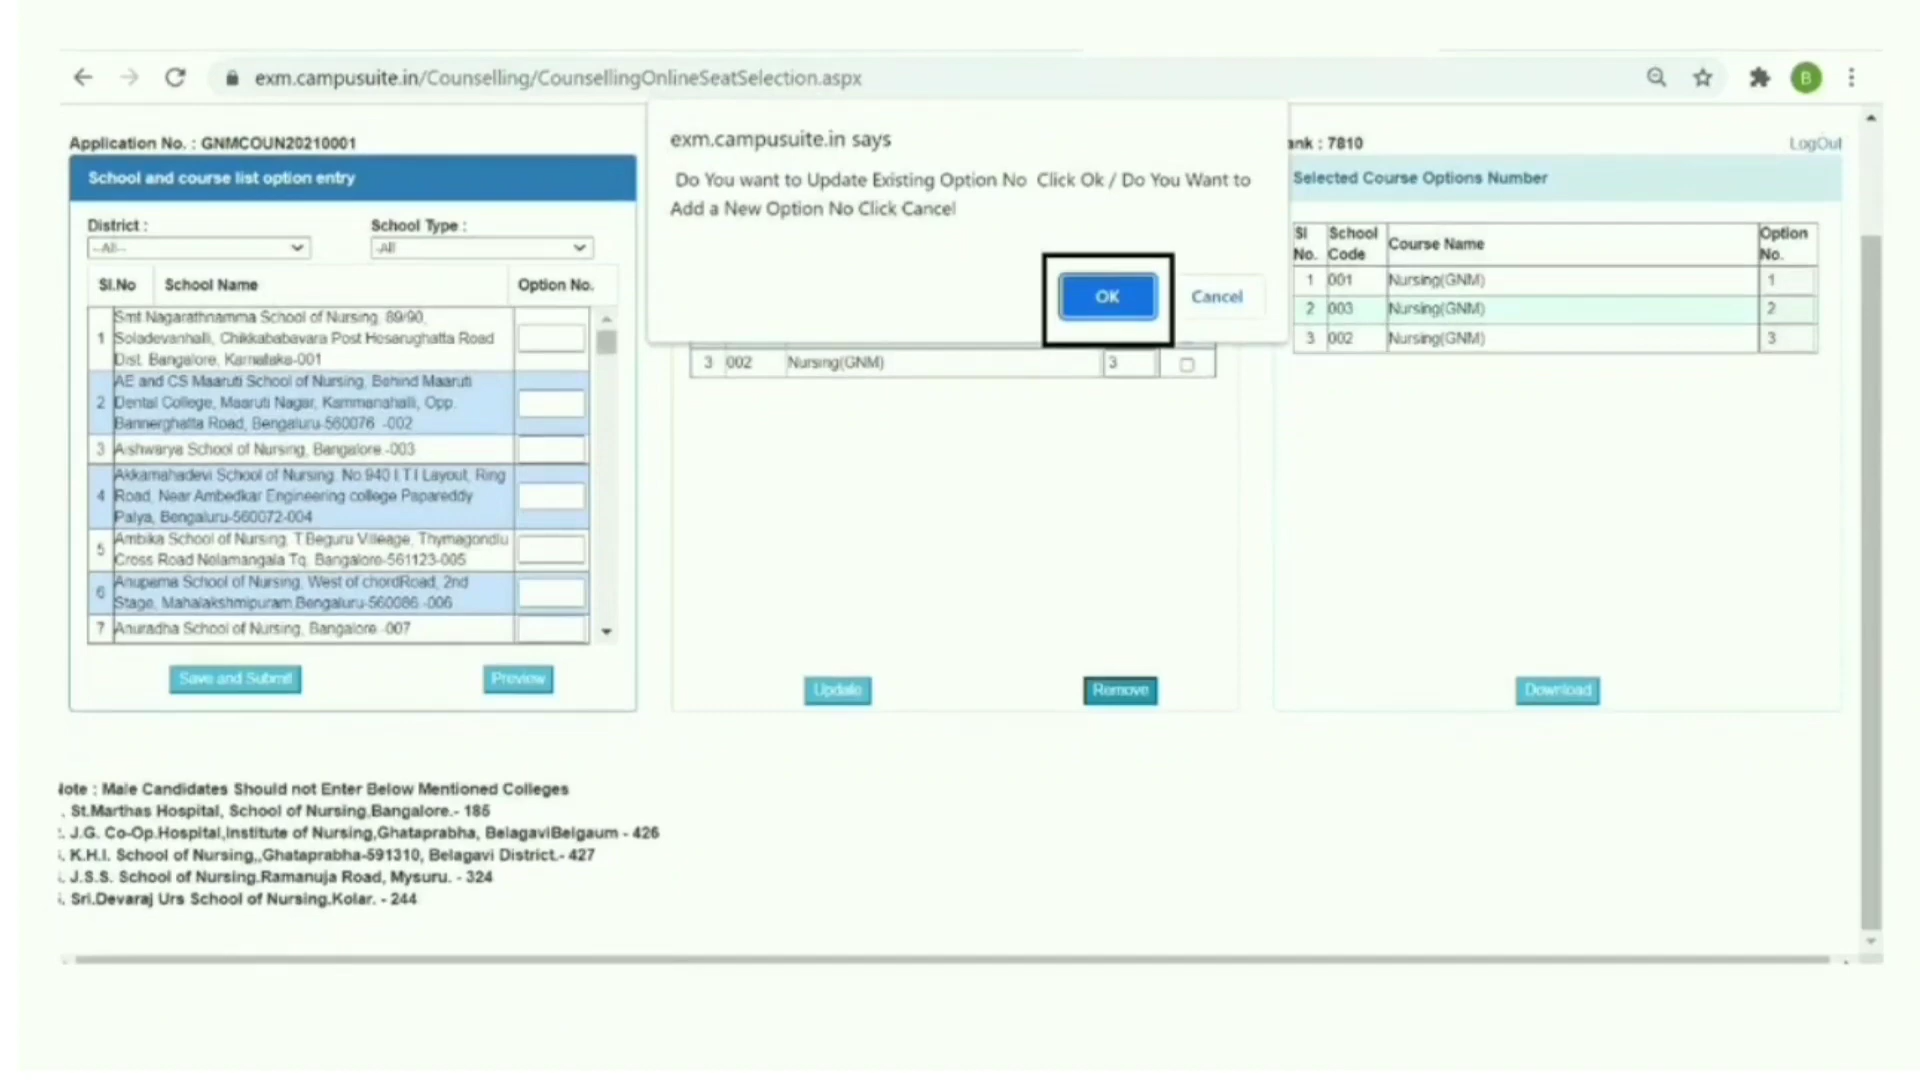 exm.campusuite.in/Counselling/CounsellingOnlineSeatSelection.aspx
B
Application No. : GNMCOUN20210001
ank : 7810
LogOut
exm.campusuite.in says
Do You want to Update Existing Option No Click Ok / Do You Want to
Add a New Option No Click Cancel
OK
Cancel
School and course list option entry
District :
School Type :
--All--
-All
Sl.No School Name Option No.
1 Smt Nagarathnamma School of Nursing, 89/90,
Soladevanhalli, Chikkababavara Post Hesarughatta Road
Dist. Bangalore, Karnataka-001
2 AE and CS Maaruti School of Nursing, Behind Maaruti
Dental College, Maaruti Nagar, Kammanahalli, Opp.
Bannerghatta Road, Bengaluru-560076 -002
3 Aishwarya School of Nursing, Bangalore.-003
4 Akkamahadevi School of Nursing, No.940 I.T.I Layout, Ring
Road, Near Ambedkar Engineering college Papareddy
Palya, Bengaluru-560072-004
5 Ambika School of Nursing, T.Beguru Villeage, Thymagondlu
Cross Road Nelamangala Tq, Bangalore-561123-005
6 Anupama School of Nursing, West of chordRoad, 2nd
Stage, Mahalakshmipuram,Bengaluru-560086.-006
7 Anuradha School of Nursing, Bangalore.-007
Save and Submit
Preview
3 002 Nursing(GNM) 3
Update
Remove
Selected Course Options Number
Sl No. School Code Course Name Option No.
1 001 Nursing(GNM) 1
2 003 Nursing(GNM) 2
3 002 Nursing(GNM) 3
Download
lote : Male Candidates Should not Enter Below Mentioned Colleges
. St.Marthas Hospital, School of Nursing,Bangalore.- 185
. J.G. Co-Op.Hospital,Institute of Nursing,Ghataprabha, BelagaviBelgaum - 426
. K.H.I. School of Nursing,,Ghataprabha-591310, Belagavi District.- 427
. J.S.S. School of Nursing.Ramanuja Road, Mysuru. - 324
. Sri.Devaraj Urs School of Nursing.Kolar. - 244